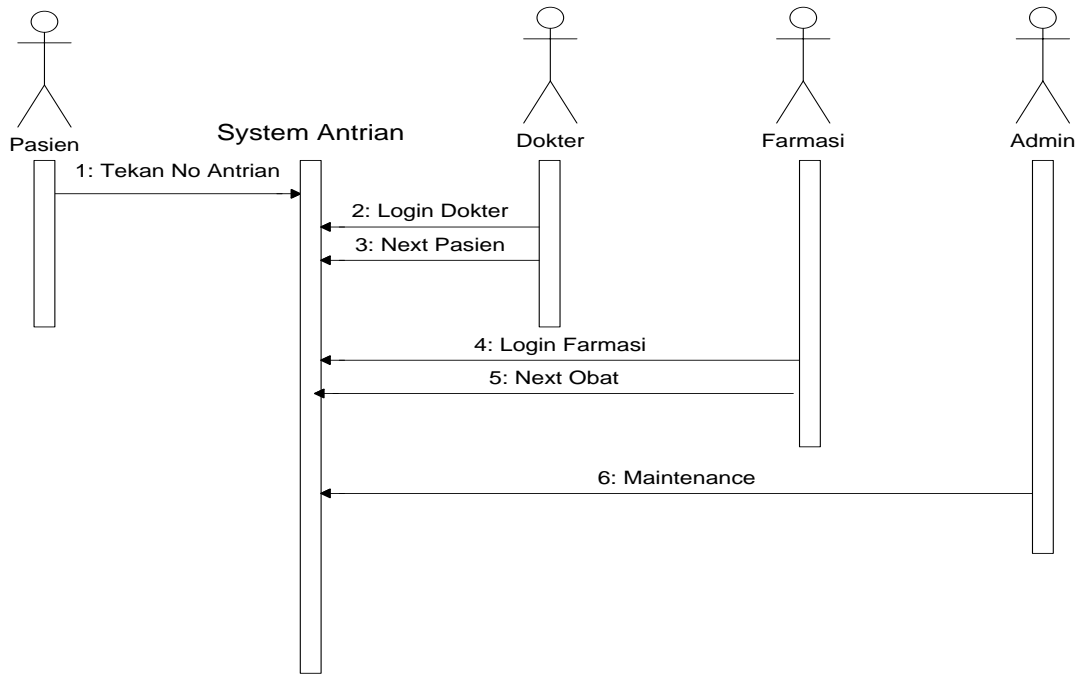 Pasien
System Antrian
Dokter
Farmasi
Admin
1: Tekan No Antrian
2: Login Dokter
3: Next Pasien
4: Login Farmasi
5: Next Obat
6: Maintenance